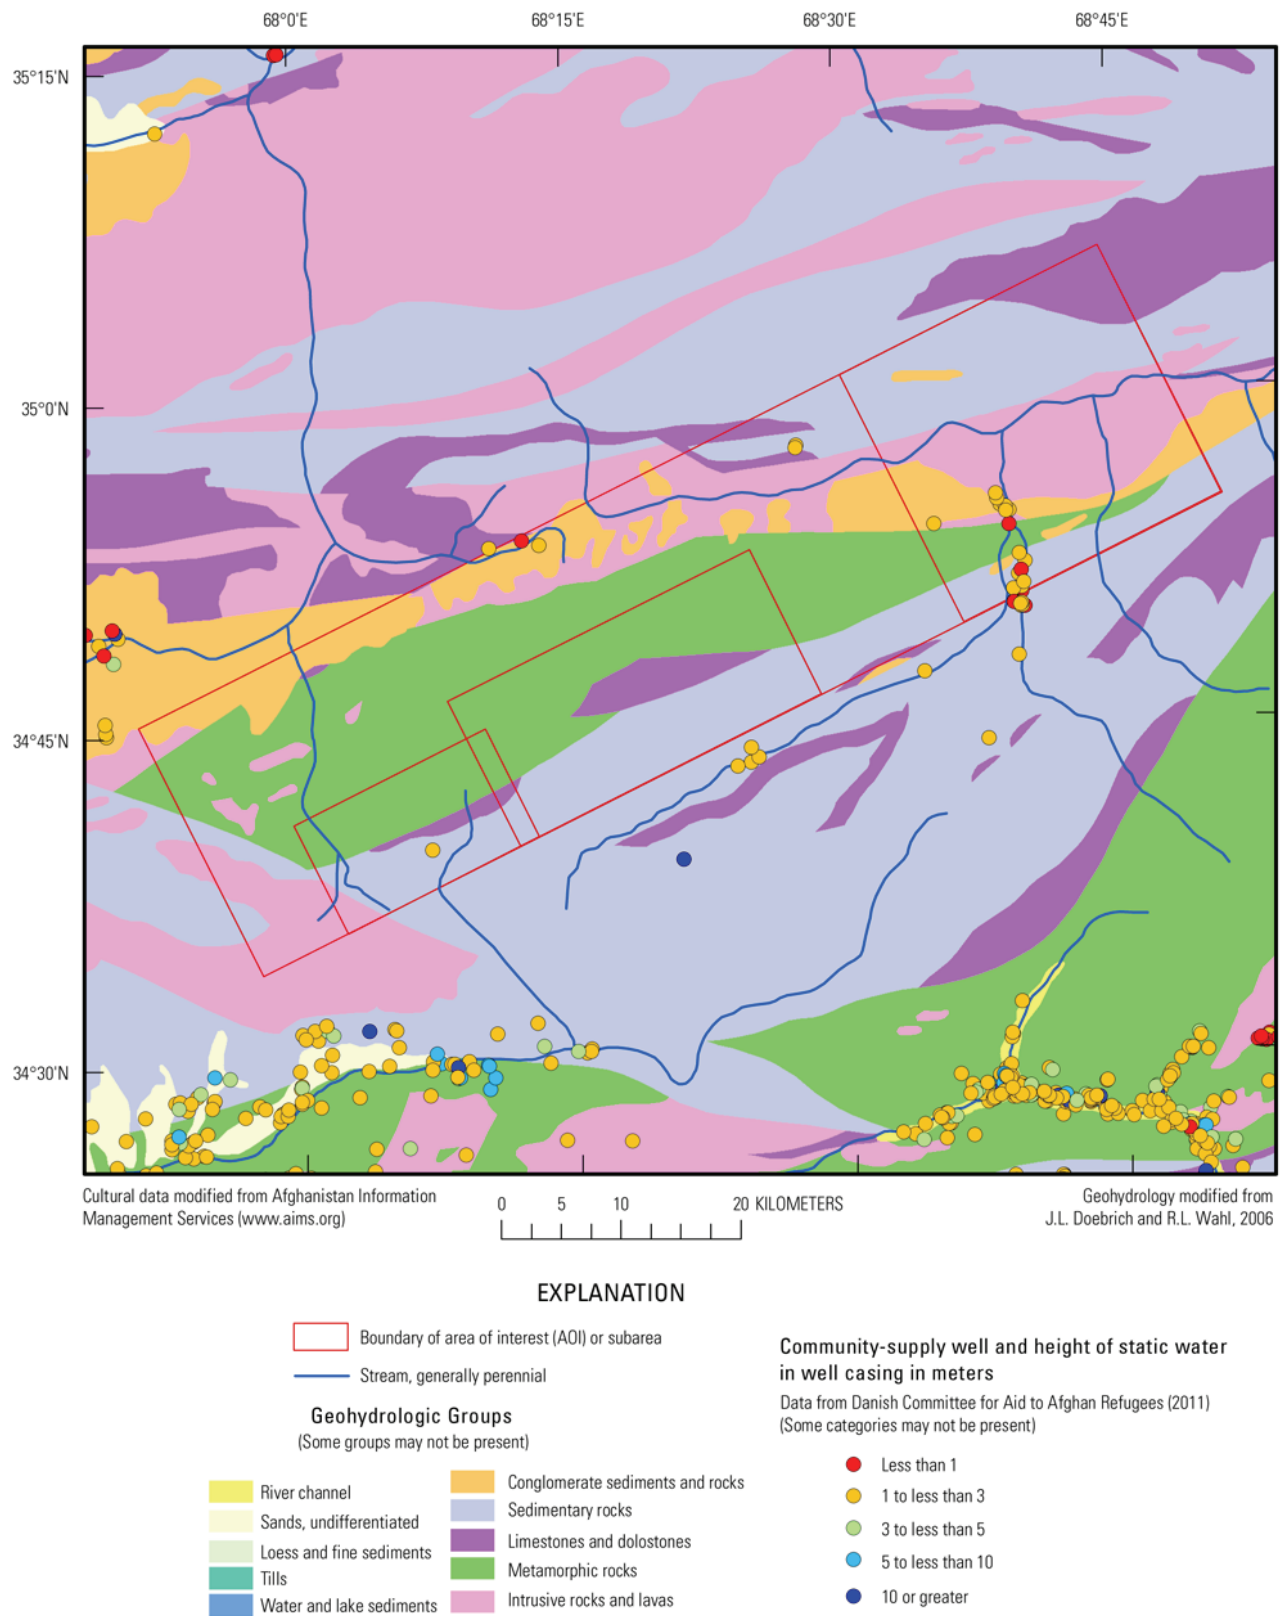 68°0'E 68°15'E 68°30'E 68°45'E
35°15'N
35°0'N
34°45'N
34°30'N
Cultural data modified from Afghanistan Information
Management Services (www.aims.org)
0 5 10 20 KILOMETERS
Geohydrology modified from
J.L. Doebrich and R.L. Wahl, 2006
EXPLANATION
Boundary of area of interest (AOI) or subarea
Stream, generally perennial
Geohydrologic Groups
(Some groups may not be present)
River channel
Sands, undifferentiated
Loess and fine sediments
Tills
Water and lake sediments
Conglomerate sediments and rocks
Sedimentary rocks
Limestones and dolostones
Metamorphic rocks
Intrusive rocks and lavas
Community-supply well and height of static water
in well casing in meters
Data from Danish Committee for Aid to Afghan Refugees (2011)
(Some categories may not be present)
Less than 1
1 to less than 3
3 to less than 5
5 to less than 10
10 or greater